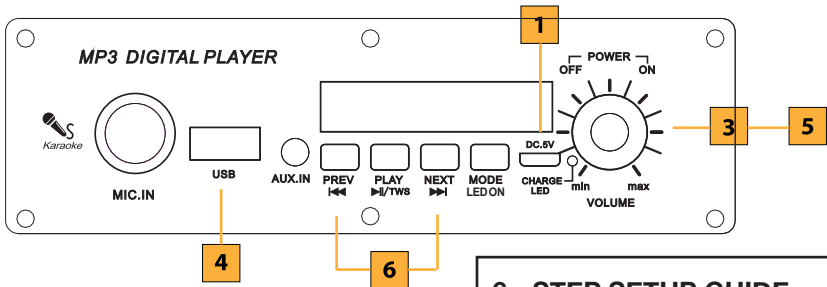 1
POWER
OFF ON
MP3 DIGITAL PLAYER
S
Karaoke
3 5
DC.5V
USB
AUX.IN
PREV PLAY NEXT MODE
⏮ ⏯/TWS ⏭ LED ON
CHARGE
LED
min max
MIC.IN
VOLUME
4
6